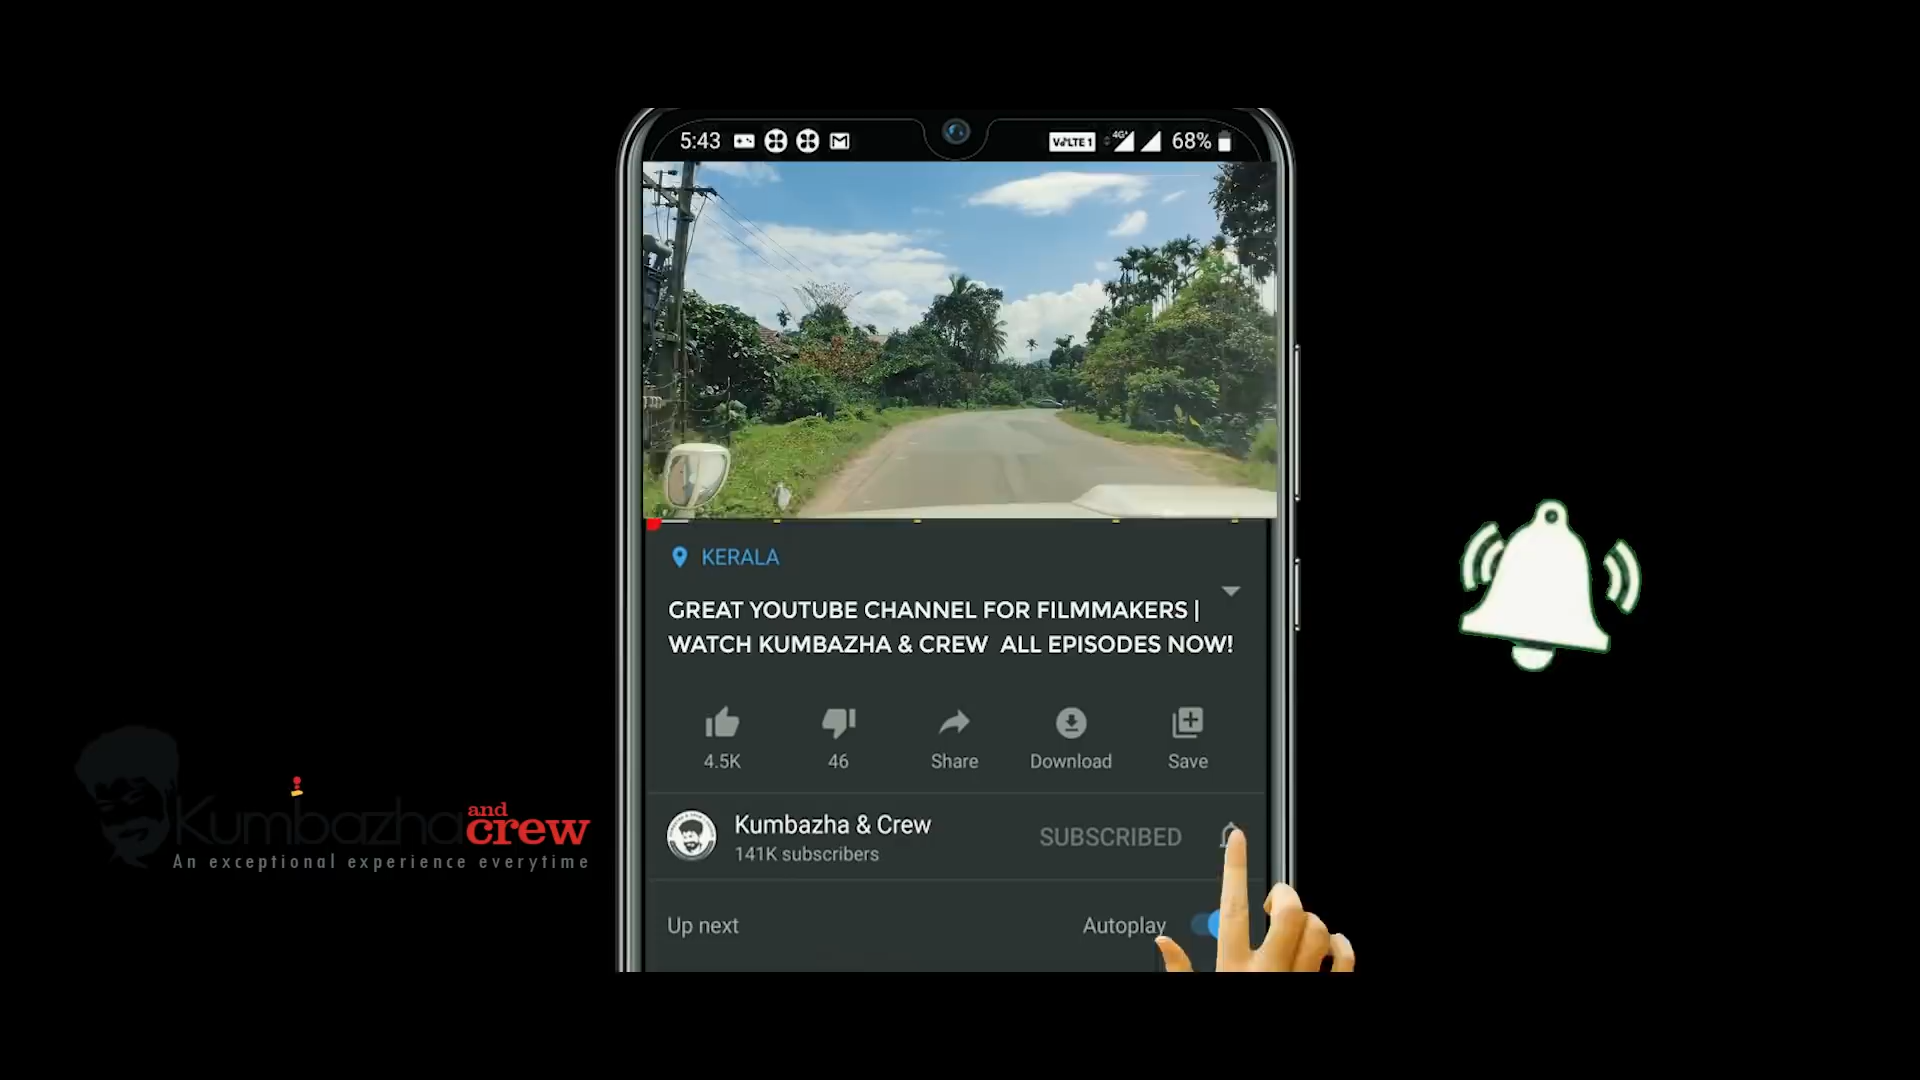 5:43
VoLTE 1 4G+ 68%
KERALA
GREAT YOUTUBE CHANNEL FOR FILMMAKERS |
WATCH KUMBAZHA & CREW ALL EPISODES NOW!
4.5K 46 Share Download Save
Kumbazha & Crew
141K subscribers
SUBSCRIBED
Up next Autoplay
Kumbazha and crew
An exceptional experience everytime